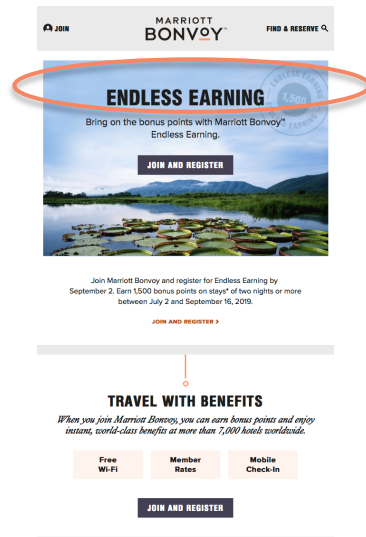 JOIN
MARRIOTT
BONVOY™
FIND & RESERVE
ENDLESS EARNING
1,500
ENDLESS EARNING
Bring on the bonus points with Marriott Bonvoy™
Endless Earning.
JOIN AND REGISTER
Join Marriott Bonvoy and register for Endless Earning by
September 2. Earn 1,500 bonus points on stays* of two nights or more
between July 2 and September 16, 2019.
JOIN AND REGISTER >
TRAVEL WITH BENEFITS
When you join Marriott Bonvoy, you can earn bonus points and enjoy
instant, world-class benefits at more than 7,000 hotels worldwide.
Free
Wi-Fi
Member
Rates
Mobile
Check-In
JOIN AND REGISTER